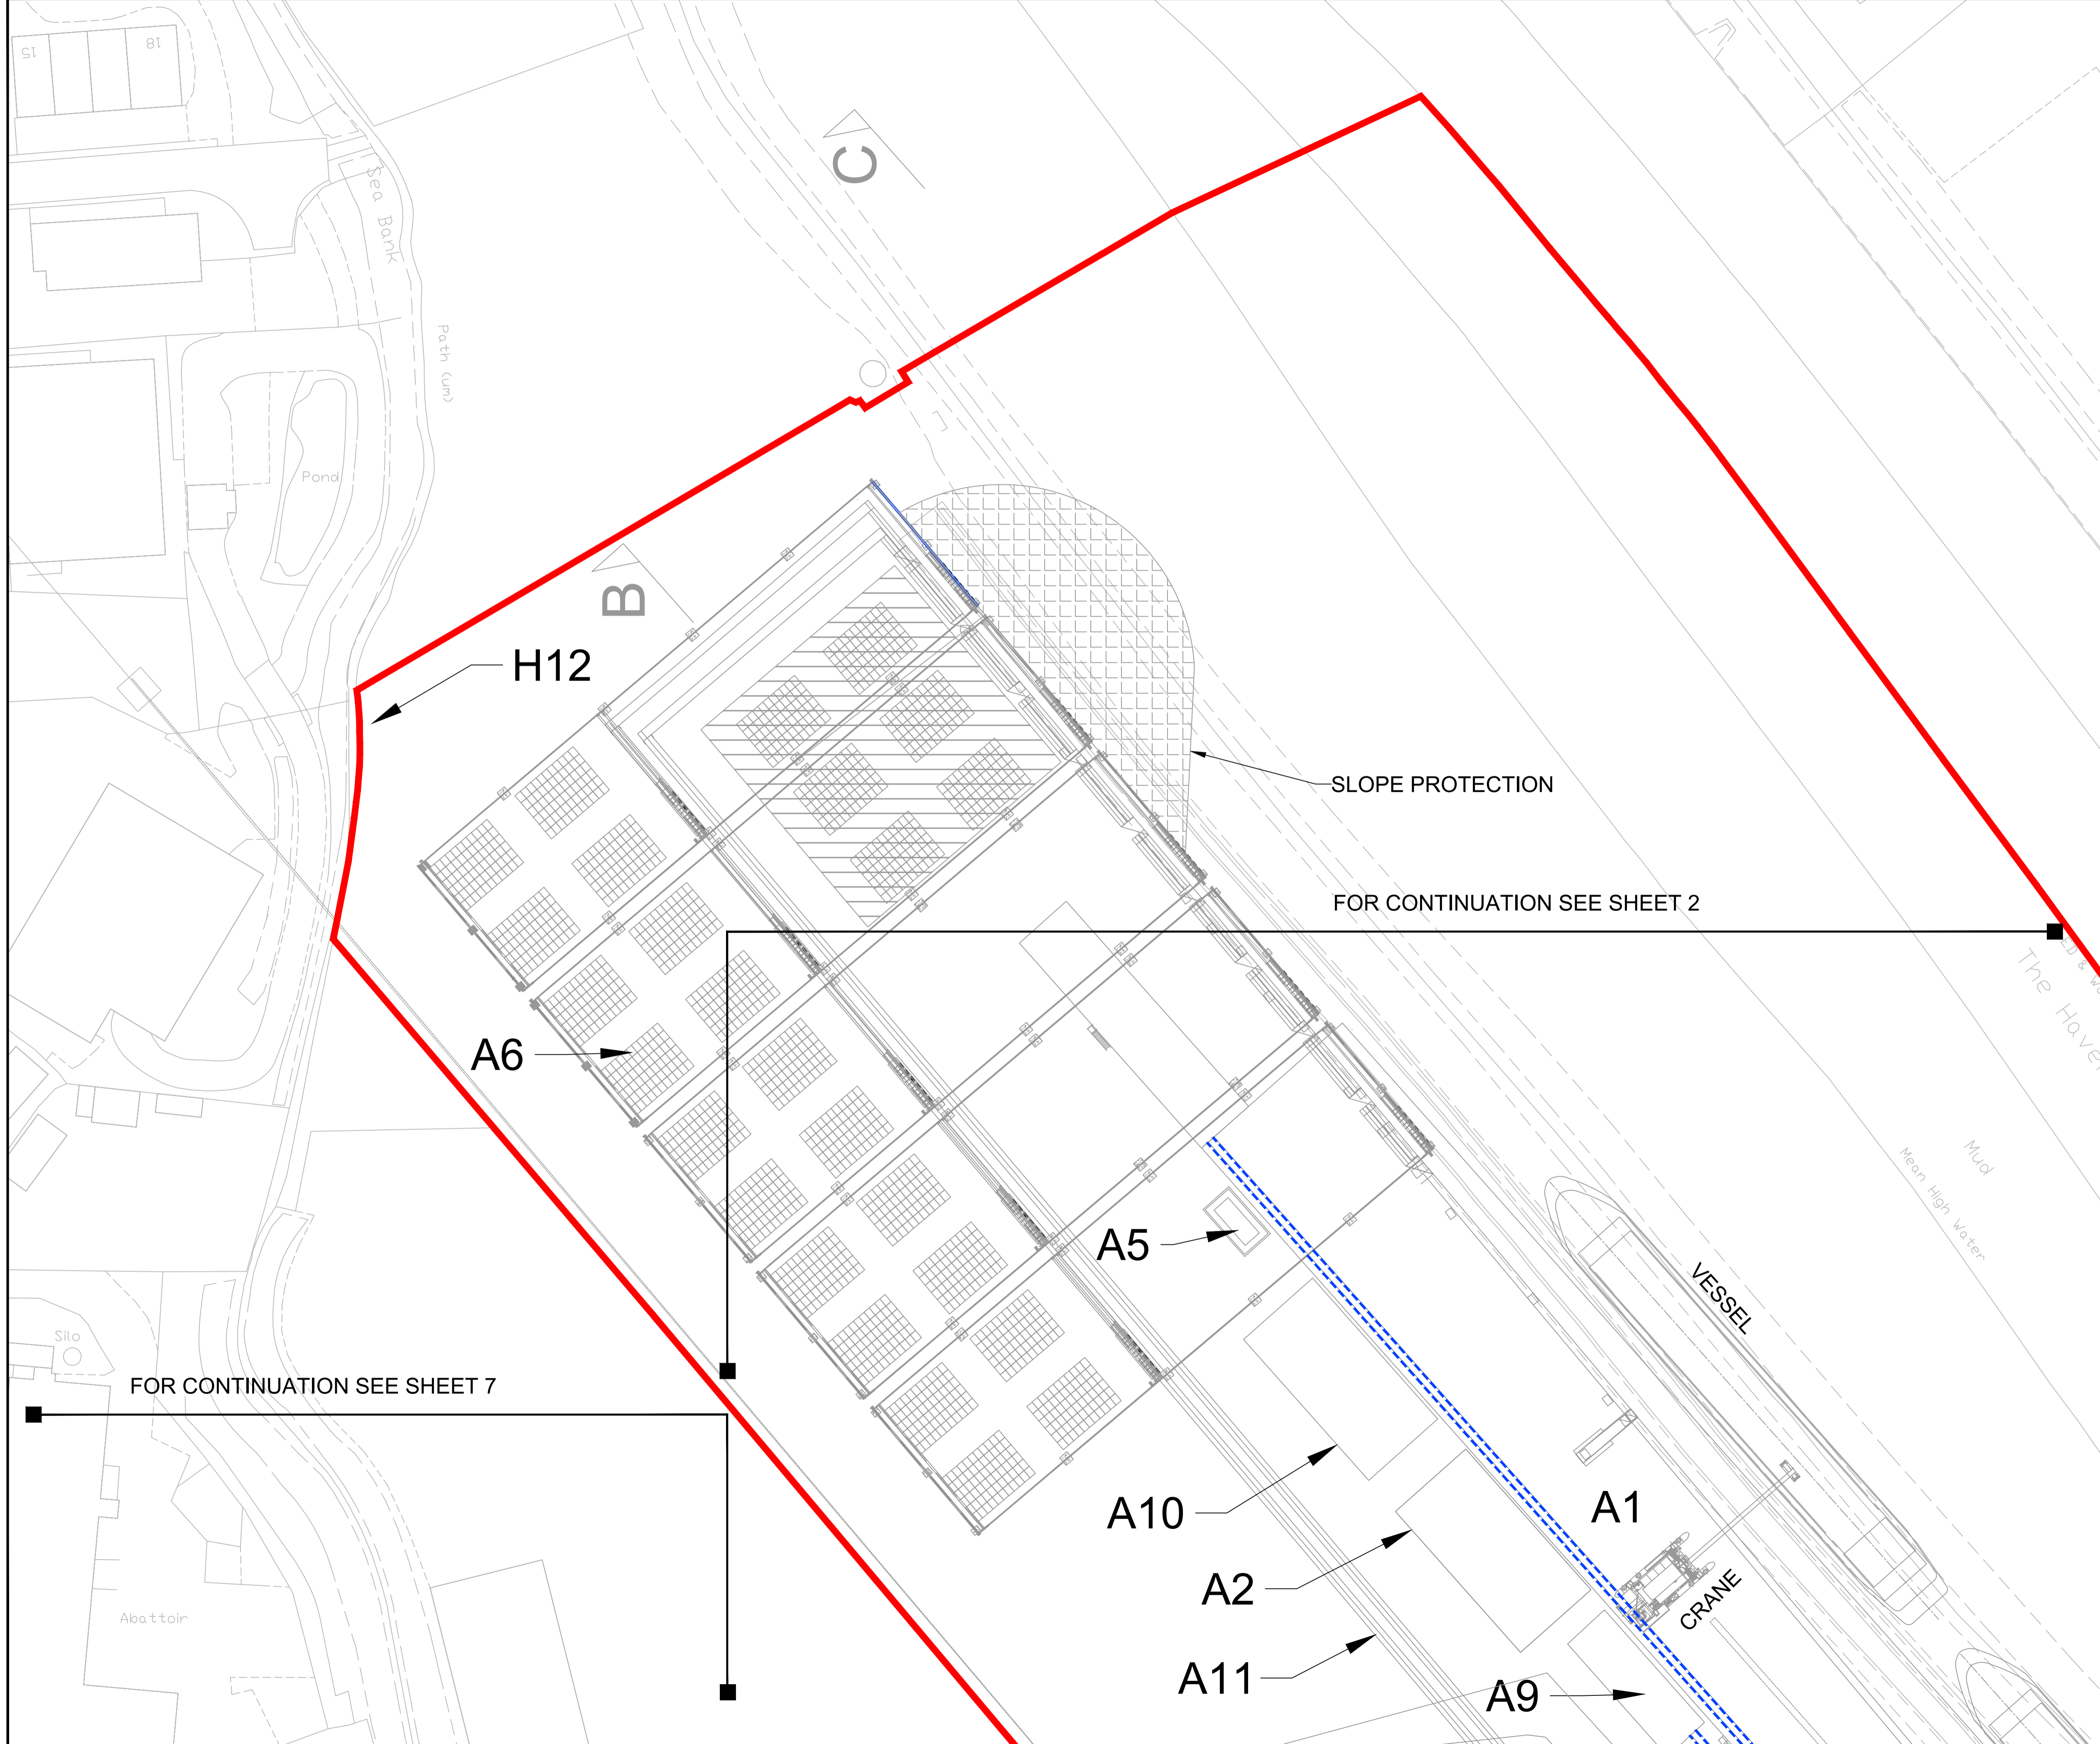 15
18
C
Sea Bank
Path (um)
Pond
B
H12
SLOPE PROTECTION
FOR CONTINUATION SEE SHEET 2
The Haven
A6
Mud
Mean High Water
A5
VESSEL
Silo
FOR CONTINUATION SEE SHEET 7
A10
A1
A2
CRANE
Abattoir
A11
A9